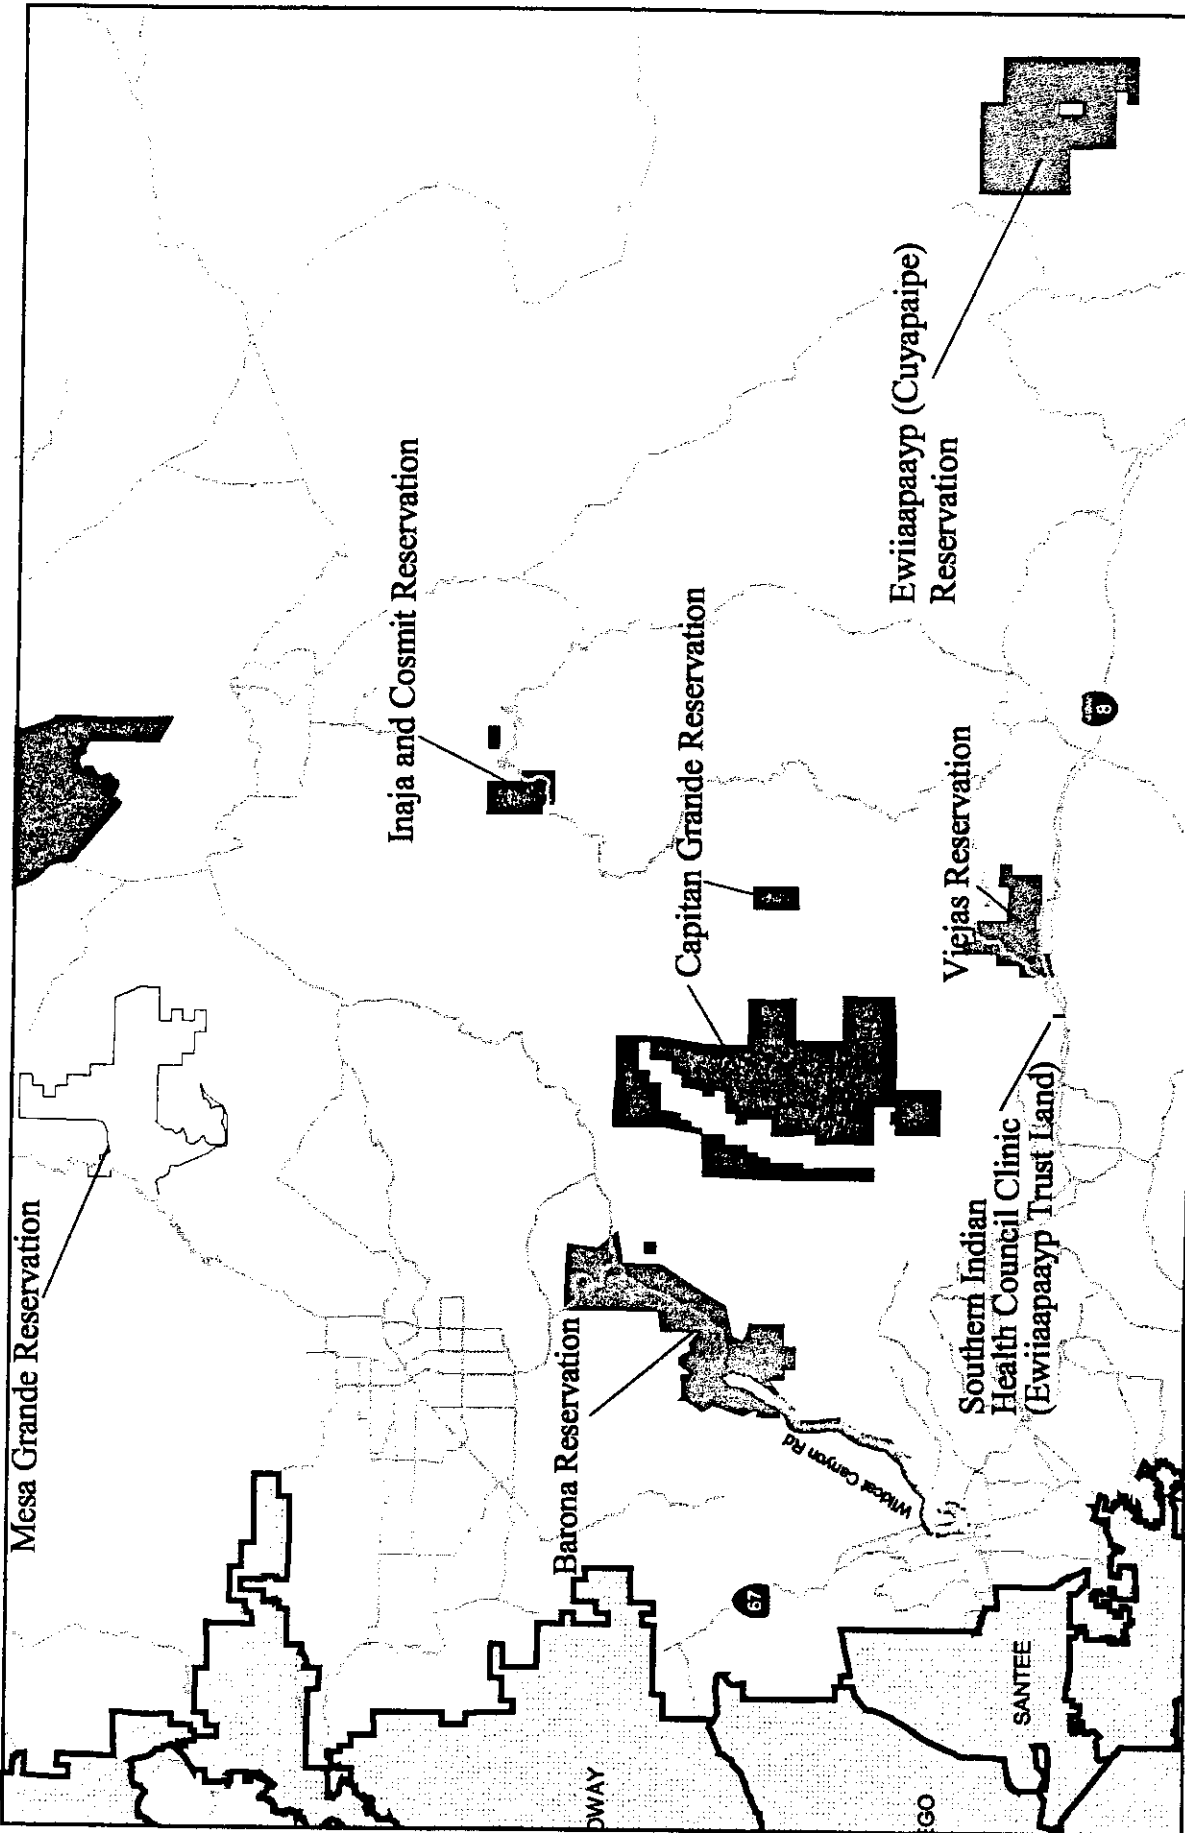 Mesa Grande Reservation
Inaja and Cosmit Reservation
Barona Reservation
Capitan Grande Reservation
Wildcat Canyon Rd
67
Ewiiaapaayp (Cuyapaipe)
Reservation
Viejas Reservation
8
Southern Indian
Health Council Clinic
(Ewiiaapaayp Trust Land)
SANTEE
OWAY
EGO